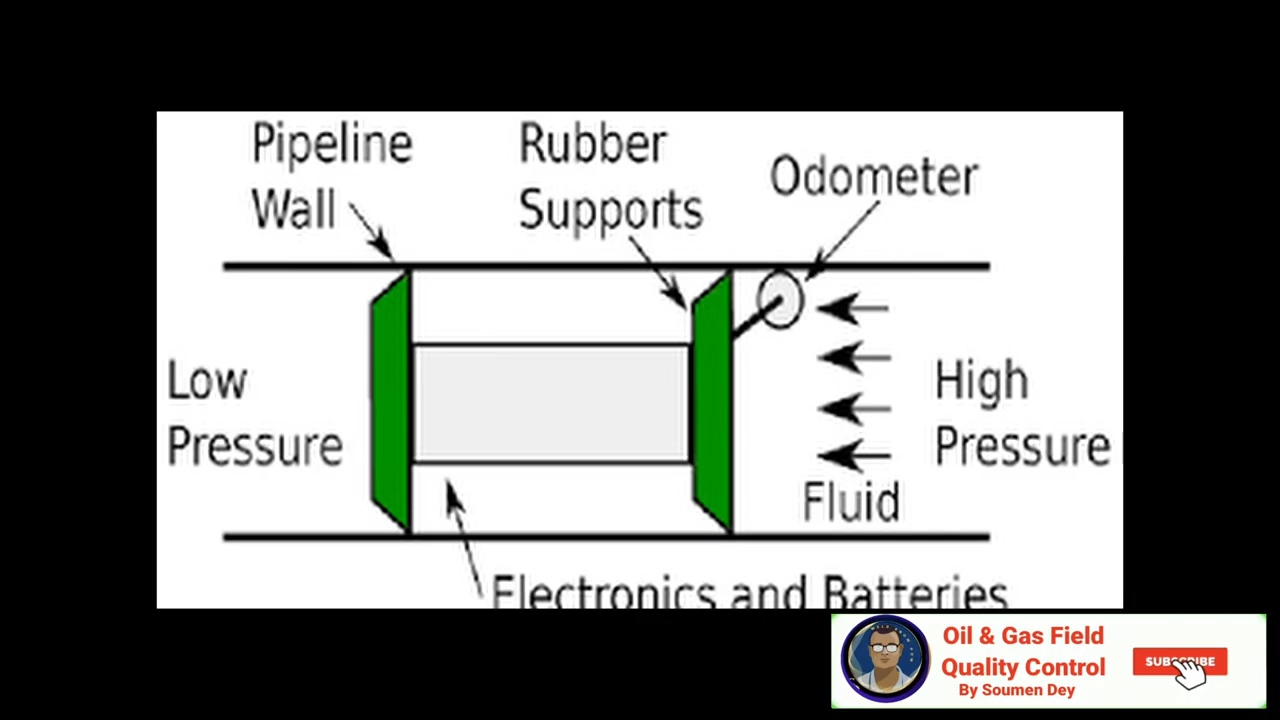 Pipeline
Wall
Rubber
Supports
Odometer
Low
Pressure
High
Pressure
Fluid
Electronics and Batteries
Oil & Gas Field
Quality Control
By Soumen Dey
SUBSCRIBE